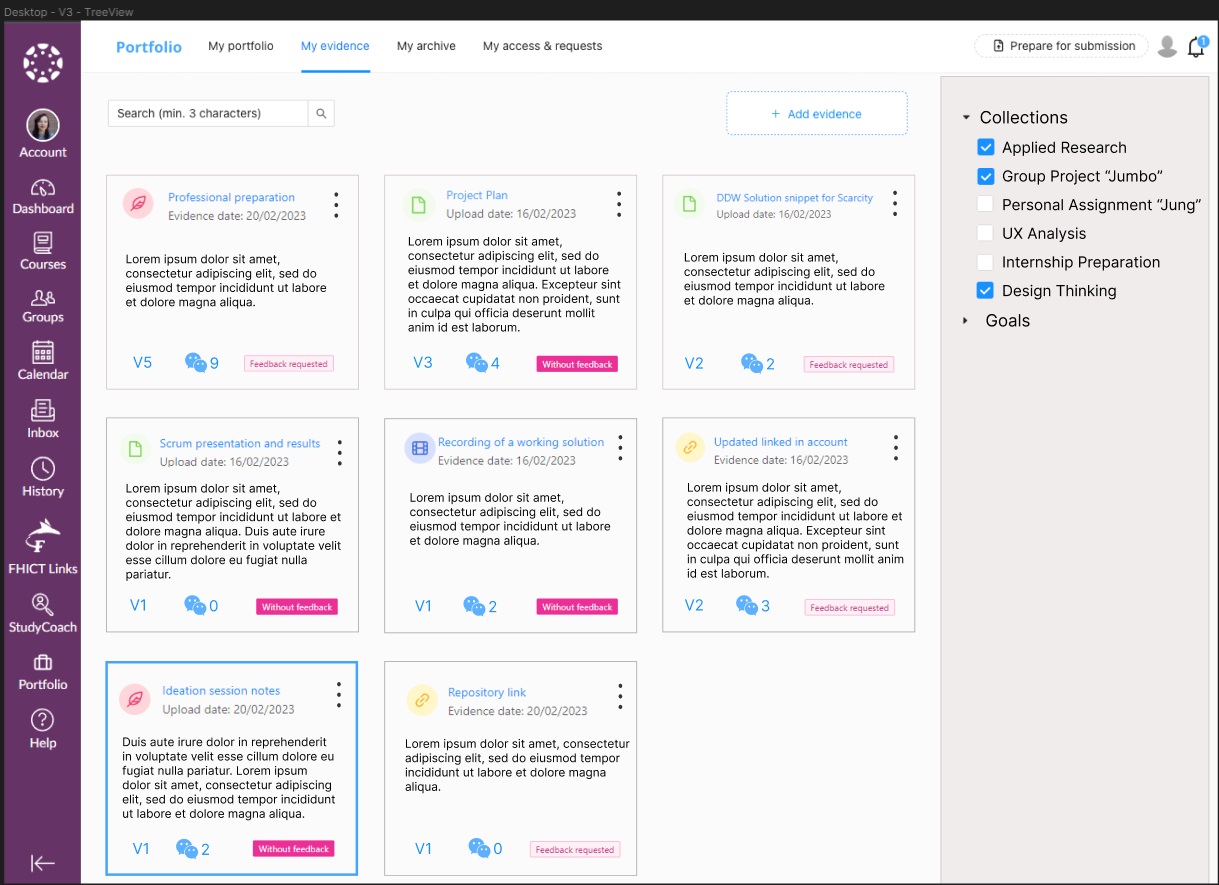 Desktop - V3 - TreeView
Portfolio
My portfolio
My evidence
My archive
My access & requests
Prepare for submission
1
Account
Dashboard
Courses
Groups
Calendar
Inbox
History
FHICT Links
StudyCoach
Portfolio
Help
Search (min. 3 characters)
+ Add evidence
Professional preparation
Evidence date: 20/02/2023
Lorem ipsum dolor sit amet,
consectetur adipiscing elit, sed do
eiusmod tempor incididunt ut labore
et dolore magna aliqua.
V5
9
Feedback requested
Project Plan
Upload date: 16/02/2023
Lorem ipsum dolor sit amet,
consectetur adipiscing elit, sed do
eiusmod tempor incididunt ut labore
et dolore magna aliqua. Excepteur sint
occaecat cupidatat non proident, sunt
in culpa qui officia deserunt mollit
anim id est laborum.
V3
4
Without feedback
DDW Solution snippet for Scarcity
Upload date: 16/02/2023
Lorem ipsum dolor sit amet,
consectetur adipiscing elit, sed do
eiusmod tempor incididunt ut labore
et dolore magna aliqua.
V2
2
Feedback requested
Scrum presentation and results
Upload date: 16/02/2023
Lorem ipsum dolor sit amet,
consectetur adipiscing elit, sed do
eiusmod tempor incididunt ut labore et
dolore magna aliqua. Duis aute irure
dolor in reprehenderit in voluptate velit
esse cillum dolore eu fugiat nulla
pariatur.
V1
0
Without feedback
Recording of a working solution
Evidence date: 16/02/2023
Lorem ipsum dolor sit amet,
consectetur adipiscing elit, sed do
eiusmod tempor incididunt ut labore
et dolore magna aliqua.
V1
2
Without feedback
Updated linked in account
Evidence date: 16/02/2023
Lorem ipsum dolor sit amet,
consectetur adipiscing elit, sed do
eiusmod tempor incididunt ut labore et
dolore magna aliqua. Excepteur sint
occaecat cupidatat non proident, sunt
in culpa qui officia deserunt mollit anim
id est laborum.
V2
3
Feedback requested
Ideation session notes
Upload date: 20/02/2023
Duis aute irure dolor in reprehenderit
in voluptate velit esse cillum dolore eu
fugiat nulla pariatur. Lorem ipsum
dolor sit amet, consectetur adipiscing
elit, sed do eiusmod tempor incididunt
ut labore et dolore magna aliqua.
V1
2
Without feedback
Repository link
Evidence date: 20/02/2023
Lorem ipsum dolor sit amet, consectetur
adipiscing elit, sed do eiusmod tempor
incididunt ut labore et dolore magna
aliqua.
V1
0
Feedback requested
Collections
Applied Research
Group Project “Jumbo”
Personal Assignment “Jung”
UX Analysis
Internship Preparation
Design Thinking
Goals